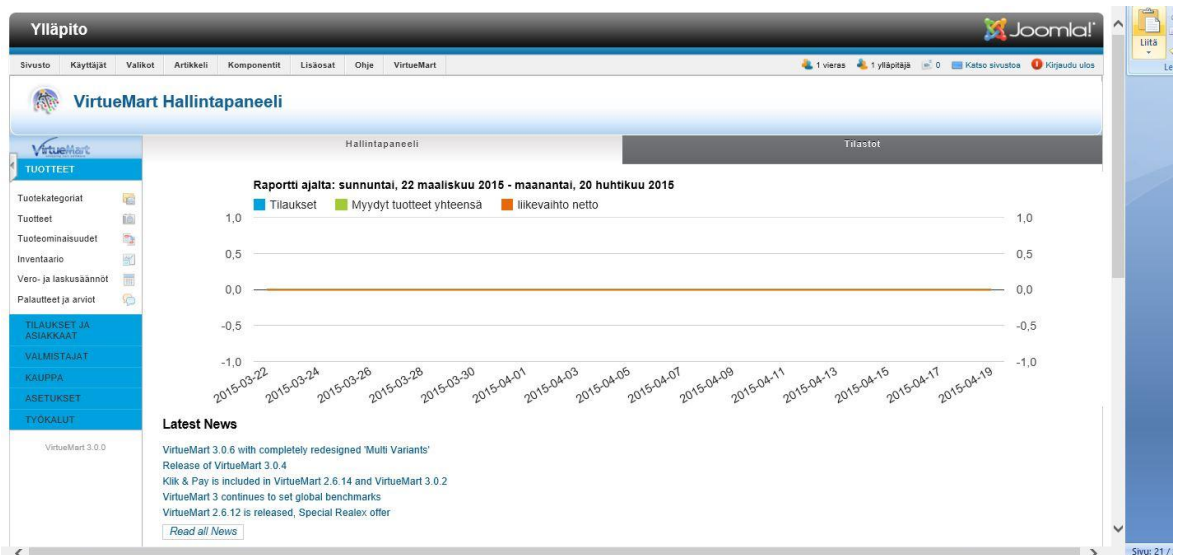 Ylläpito
Joomla!
Liitä
Sivusto Käyttäjät Valikot Artikkeli Komponentit Lisäosat Ohje VirtueMart
1 vieras 1 ylläpitäjä 0 Katso sivustoa Kirjaudu ulos
VirtueMart Hallintapaneeli
VirtueMart
Hallintapaneeli Tilastot
TUOTTEET
Tuotekategoriat
Tuotteet
Tuoteominaisuudet
Inventaario
Vero- ja laskusäännöt
Palautteet ja arviot
TILAUKSET JA
ASIAKKAAT
VALMISTAJAT
KAUPPA
ASETUKSET
TYÖKALUT
VirtueMart 3.0.0
Raportti ajalta: sunnuntai, 22 maaliskuu 2015 - maanantai, 20 huhtikuu 2015
Tilaukset Myydyt tuotteet yhteensä liikevaihto netto
1,0 1,0
0,5 0,5
0,0 0,0
-0,5 -0,5
-1,0 -1,0
2015-03-22 2015-03-24 2015-03-26 2015-03-28 2015-03-30 2015-04-01 2015-04-03 2015-04-05 2015-04-07 2015-04-09 2015-04-11 2015-04-13 2015-04-15 2015-04-17 2015-04-19
Latest News
VirtueMart 3.0.6 with completely redesigned 'Multi Variants'
Release of VirtueMart 3.0.4
Klik & Pay is included in VirtueMart 2.6.14 and VirtueMart 3.0.2
VirtueMart 3 continues to set global benchmarks
VirtueMart 2.6.12 is released, Special Realex offer
Read all News
Sivu: 21 /